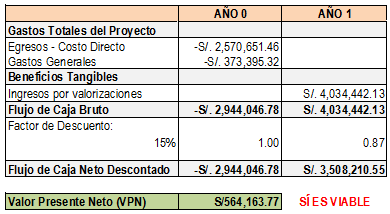 AÑO 0 AÑO 1
Gastos Totales del Proyecto
Egresos - Costo Directo -S/. 2,570,651.46
Gastos Generales -S/. 373,395.32
Beneficios Tangibles
Ingresos por valorizaciones S/. 4,034,442.13
Flujo de Caja Bruto -S/. 2,944,046.78 S/. 4,034,442.13
Factor de Descuento:
15% 1.00 0.87
Flujo de Caja Neto Descontado -S/. 2,944,046.78 S/. 3,508,210.55
Valor Presente Neto (VPN) S/564,163.77 SÍ ES VIABLE